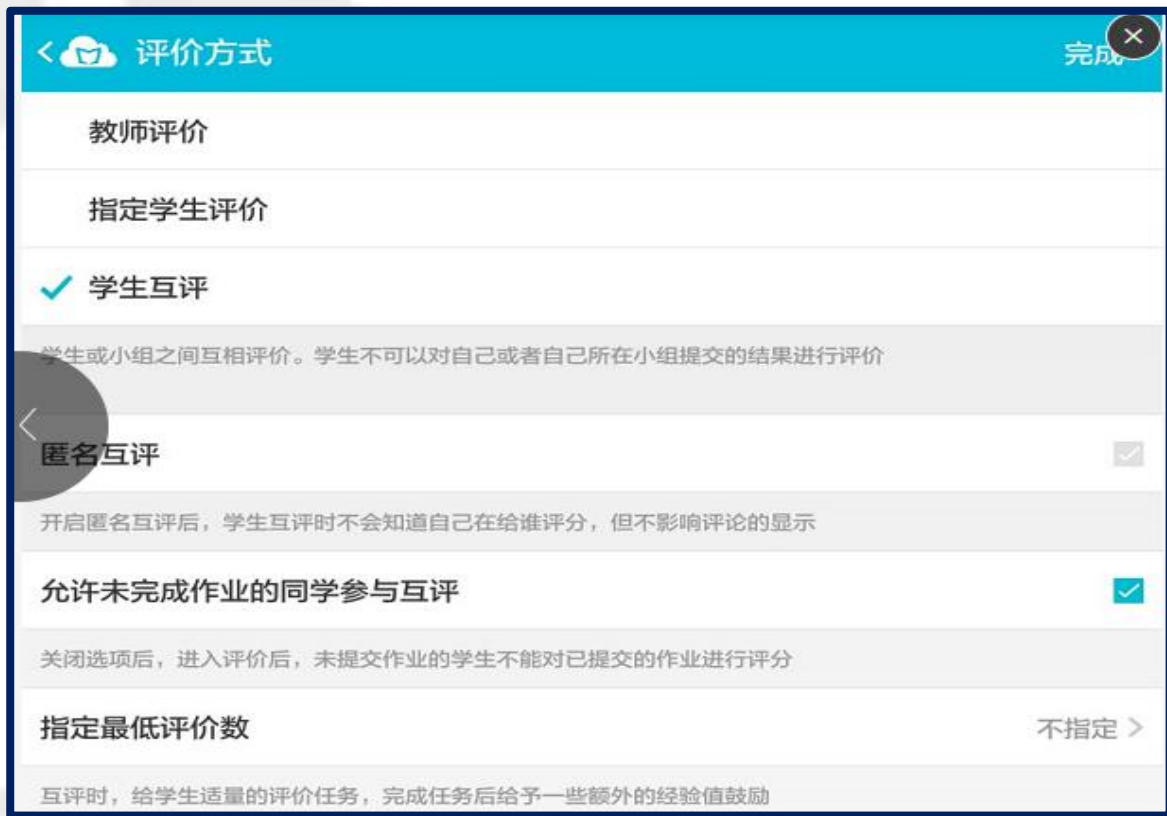 评价方式
完成
教师评价
指定学生评价
学生互评
学生或小组之间互相评价。学生不可以对自己或者自己所在小组提交的结果进行评价
匿名互评
开启匿名互评后，学生互评时不会知道自己在给谁评分，但不影响评论的显示
允许未完成作业的同学参与互评
关闭选项后，进入评价后，未提交作业的学生不能对已提交的作业进行评分
指定最低评价数
不指定
互评时，给学生适量的评价任务，完成任务后给予一些额外的经验值鼓励